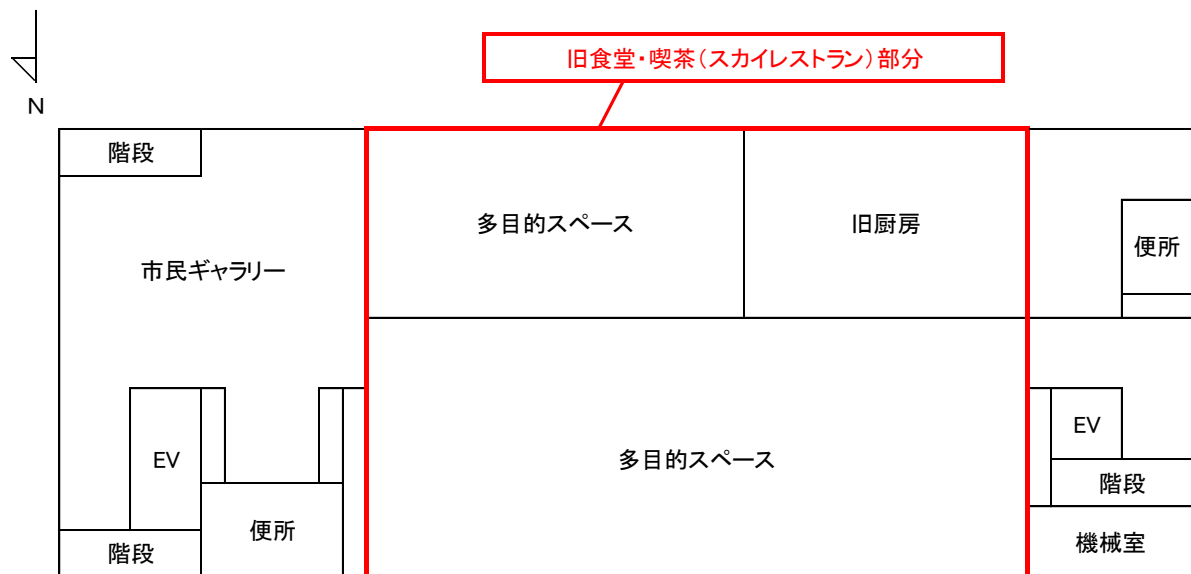 旧食堂・喫茶(スカイレストラン)部分
N
階段
多目的スペース
旧厨房
便所
市民ギャラリー
EV
EV
多目的スペース
階段
便所
階段
機械室